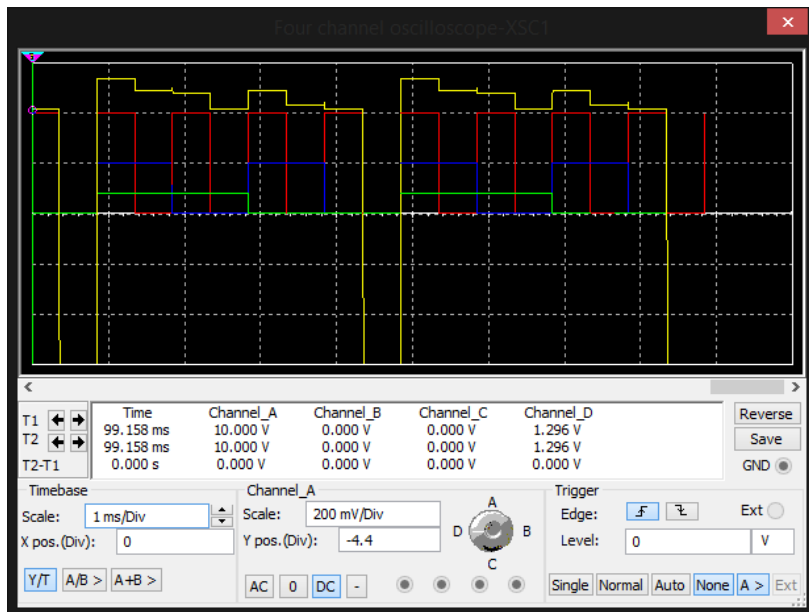 Four channel oscilloscope-XSC1
T1
T2
T2-T1
Time Channel_A Channel_B Channel_C Channel_D
99.158 ms 10.000 V 0.000 V 0.000 V 1.296 V
99.158 ms 10.000 V 0.000 V 0.000 V 1.296 V
0.000 s 0.000 V 0.000 V 0.000 V 0.000 V
Reverse
Save
GND
Timebase
Scale: 1 ms/Div
X pos.(Div): 0
Y/T A/B > A+B >
Channel_A
Scale: 200 mV/Div
Y pos.(Div): -4.4
AC 0 DC -
A
D B
C
Trigger
Edge: Ext
Level: 0 V
Single Normal Auto None A > Ext